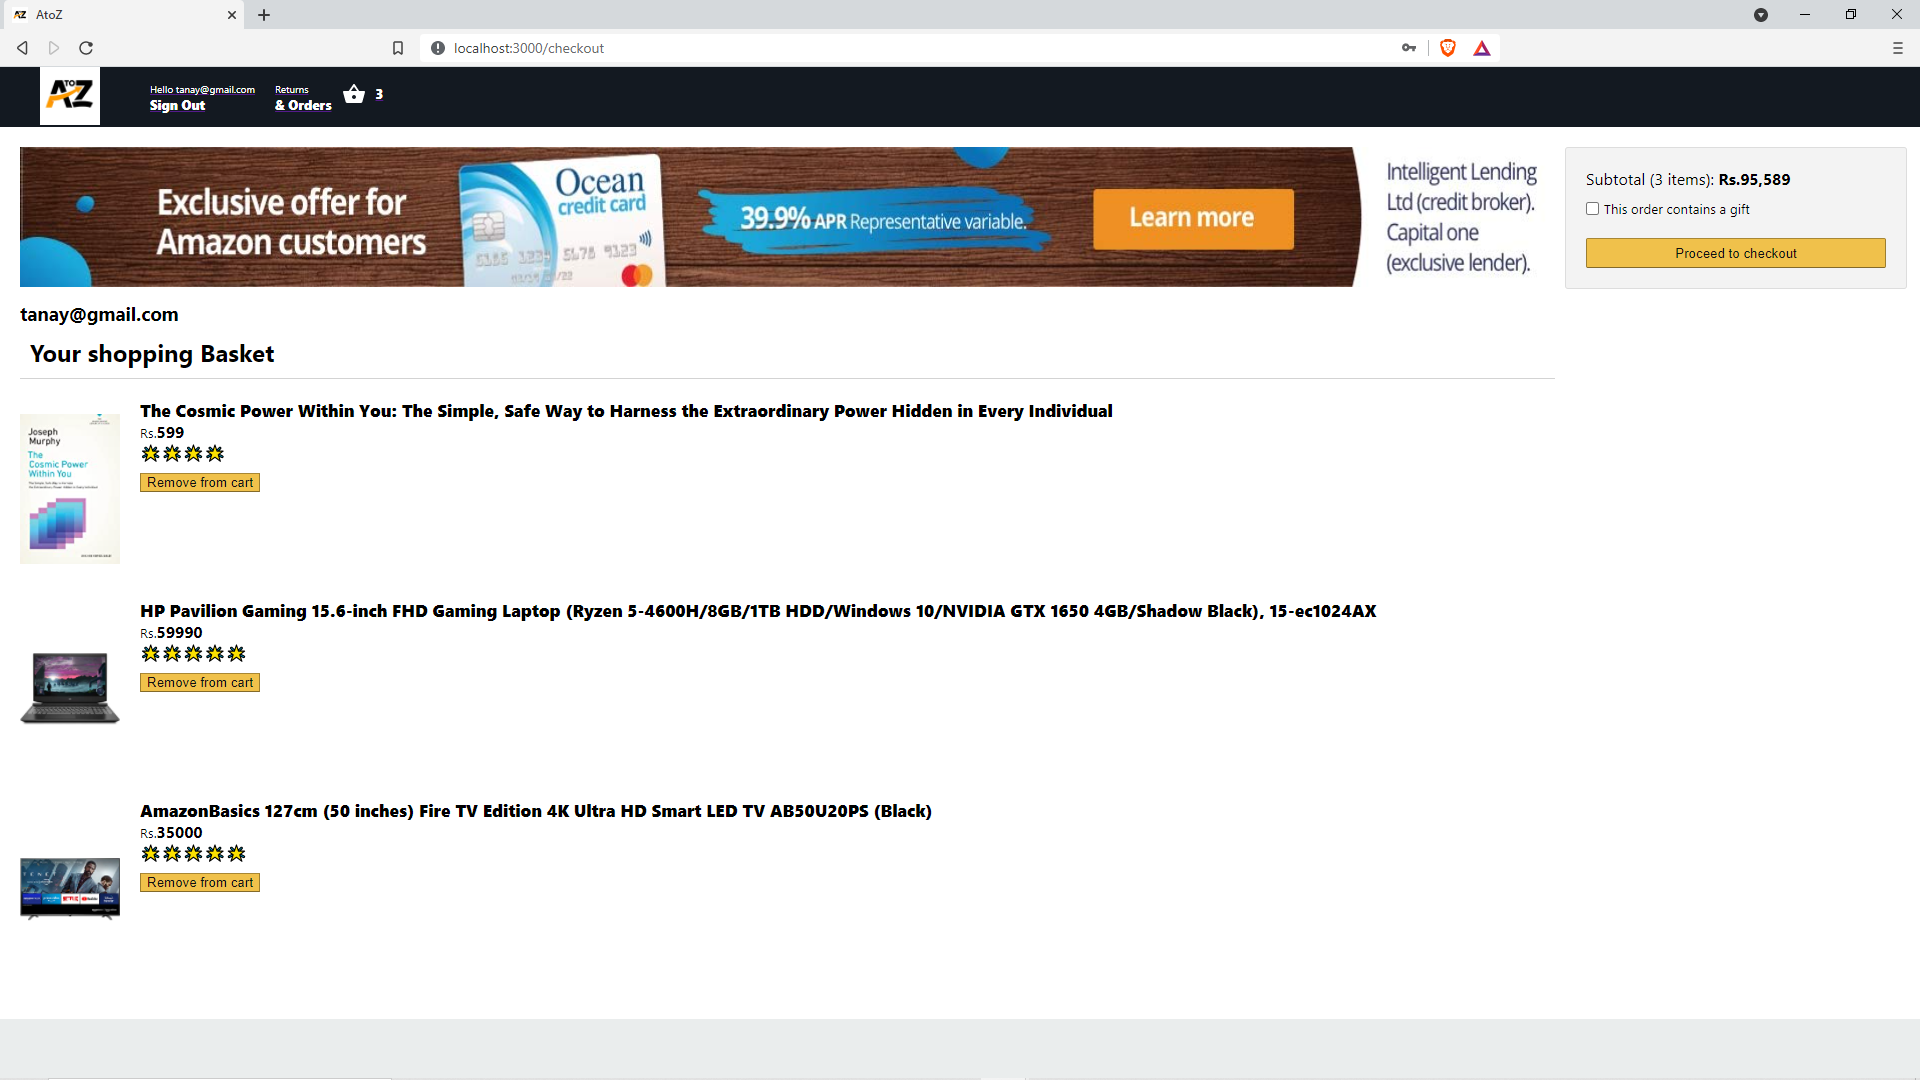 AtoZ
localhost:3000/checkout
A TO Z
Hello tanay@gmail.com
Sign Out
Returns
& Orders
3
Exclusive offer for
Amazon customers
Ocean
credit card
39.9% APR Representative variable.
Learn more
Intelligent Lending
Ltd (credit broker).
Capital one
(exclusive lender).
Subtotal (3 items): Rs.95,589
This order contains a gift
Proceed to checkout
tanay@gmail.com
Your shopping Basket
The Cosmic Power Within You: The Simple, Safe Way to Harness the Extraordinary Power Hidden in Every Individual
Rs.599
Remove from cart
Joseph
Murphy
The
Cosmic Power
Within You
HP Pavilion Gaming 15.6-inch FHD Gaming Laptop (Ryzen 5-4600H/8GB/1TB HDD/Windows 10/NVIDIA GTX 1650 4GB/Shadow Black), 15-ec1024AX
Rs.59990
Remove from cart
AmazonBasics 127cm (50 inches) Fire TV Edition 4K Ultra HD Smart LED TV AB50U20PS (Black)
Rs.35000
Remove from cart
TENET